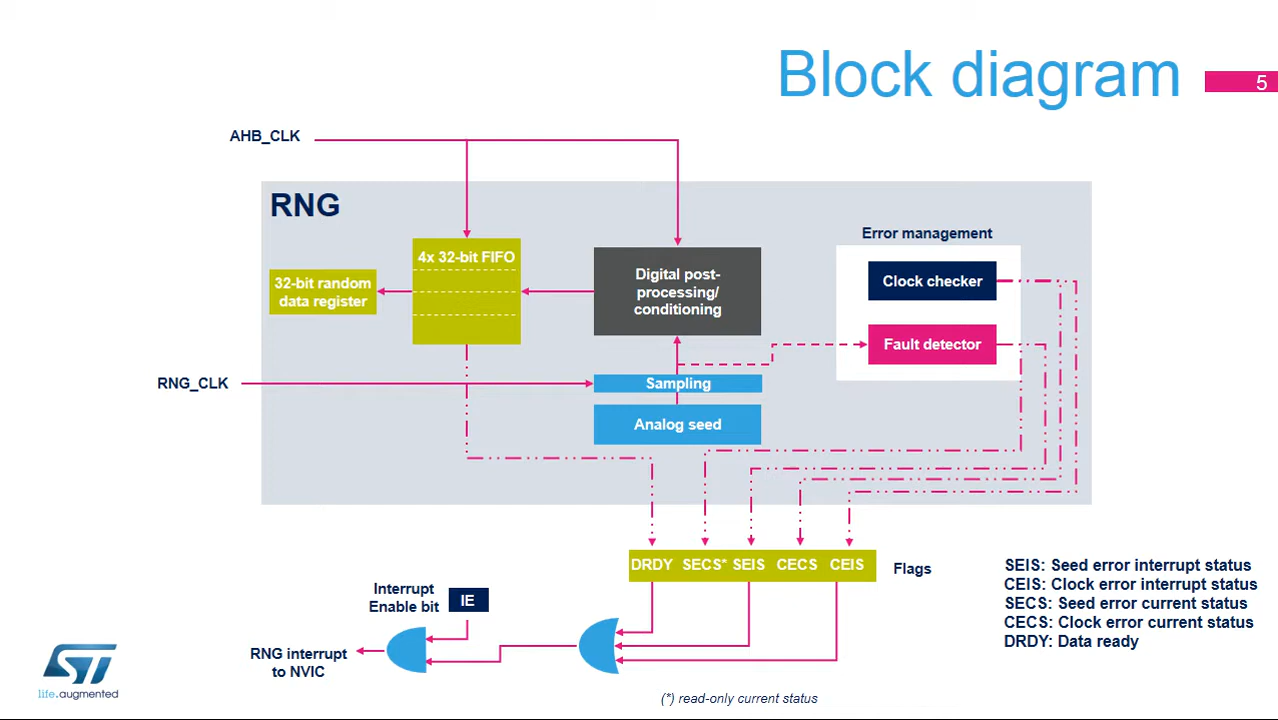 Block diagram
5
AHB_CLK
RNG
Error management
4x 32-bit FIFO
Digital post-
processing/
conditioning
Clock checker
32-bit random
data register
Fault detector
RNG_CLK
Sampling
Analog seed
DRDY SECS* SEIS CECS CEIS
Flags
SEIS: Seed error interrupt status
CEIS: Clock error interrupt status
SECS: Seed error current status
CECS: Clock error current status
DRDY: Data ready
Interrupt
Enable bit
IE
RNG interrupt
to NVIC
ST
life.augmented
(*) read-only current status